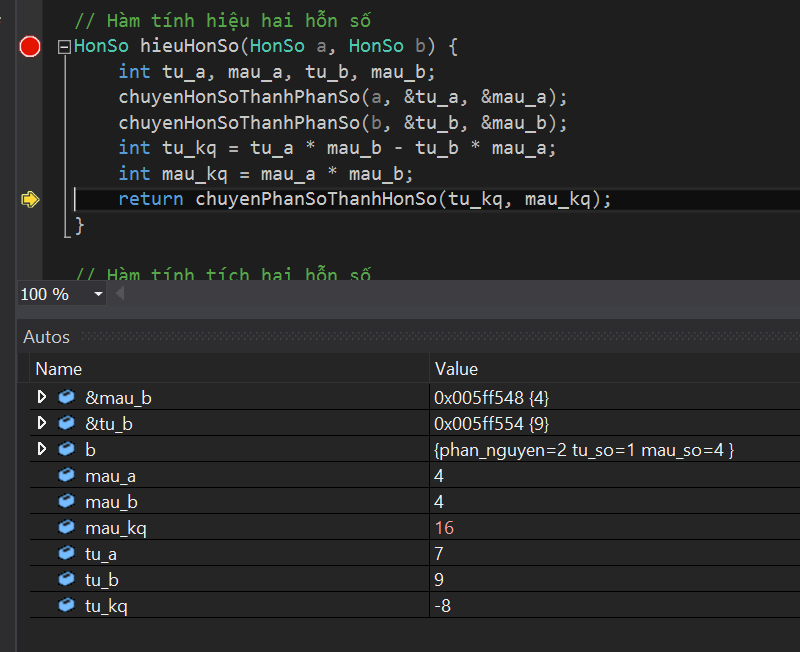 // Hàm tính hiệu hai hỗn số
HonSo hieuHonSo(HonSo a, HonSo b) {
int tu_a, mau_a, tu_b, mau_b;
chuyenHonSoThanhPhanSo(a, &tu_a, &mau_a);
chuyenHonSoThanhPhanSo(b, &tu_b, &mau_b);
int tu_kq = tu_a * mau_b - tu_b * mau_a;
int mau_kq = mau_a * mau_b;
return chuyenPhanSoThanhHonSo(tu_kq, mau_kq);
}
// Hàm tính tích hai hỗn số
100 %
Autos
Name Value
&mau_b 0x005ff548 {4}
&tu_b 0x005ff554 {9}
b {phan_nguyen=2 tu_so=1 mau_so=4 }
mau_a 4
mau_b 4
mau_kq 16
tu_a 7
tu_b 9
tu_kq -8